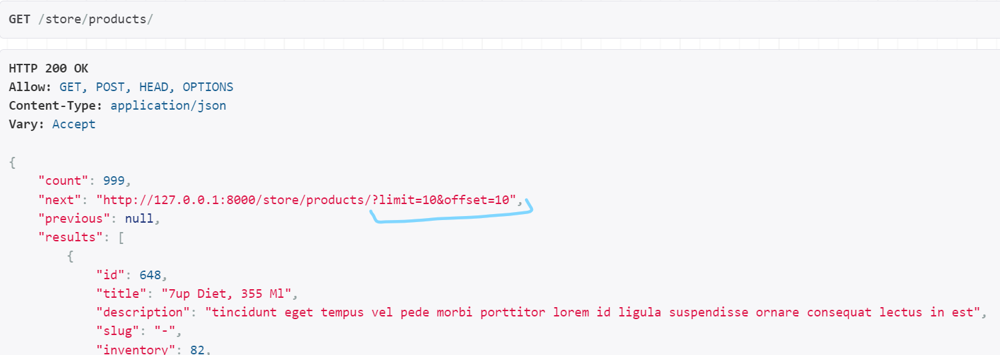 GET /store/products/
HTTP 200 OK
Allow: GET, POST, HEAD, OPTIONS
Content-Type: application/json
Vary: Accept
{
"count": 999,
"next": "http://127.0.0.1:8000/store/products/?limit=10&offset=10",
"previous": null,
"results": [
{
"id": 648,
"title": "7up Diet, 355 Ml",
"description": "tincidunt eget tempus vel pede morbi porttitor lorem id ligula suspendisse ornare consequat lectus in est",
"slug": "-",
"inventory": 82,